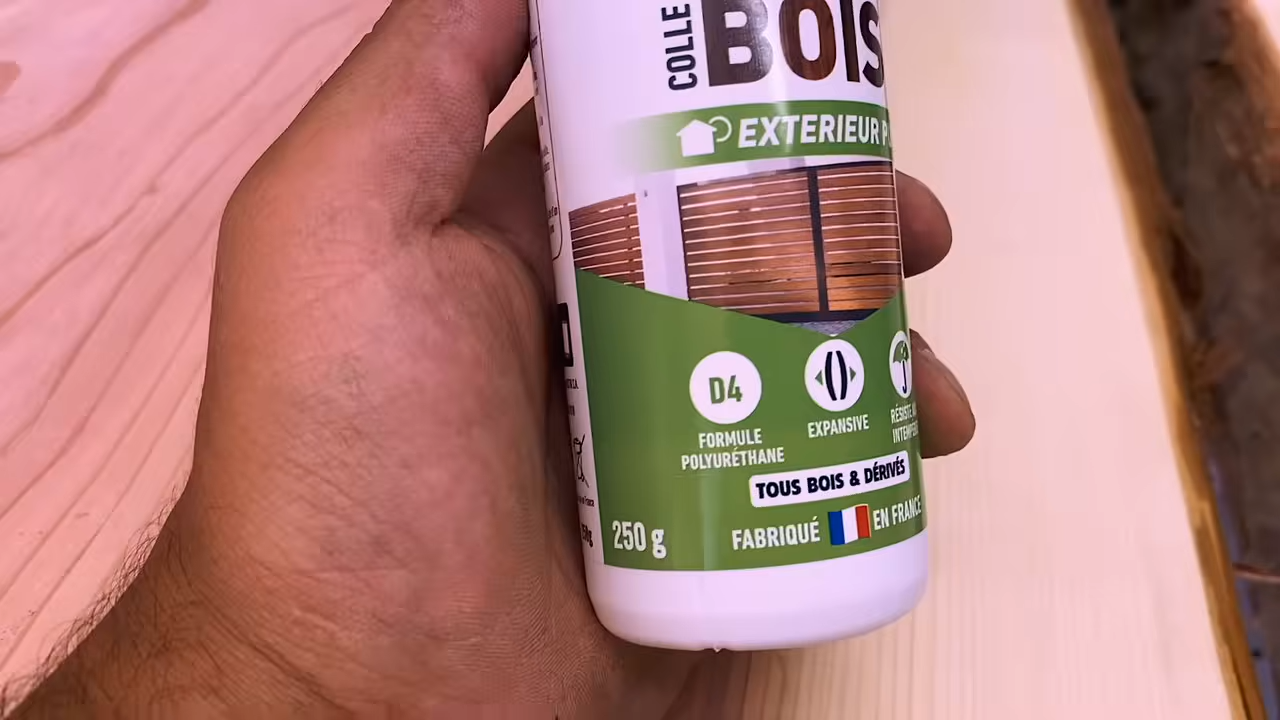 COLLE
BOIS
EXTERIEUR
D4
FORMULE
POLYURÉTHANE
EXPANSIVE
TOUS BOIS & DÉRIVÉS
250 g
FABRIQUÉ EN FRANCE